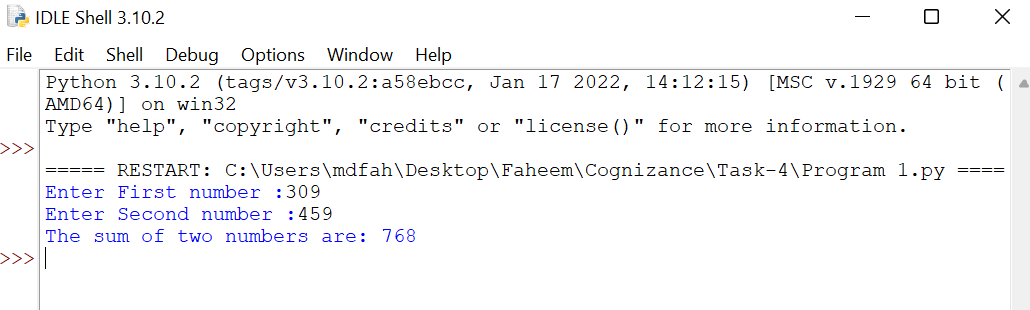 IDLE Shell 3.10.2
File Edit Shell Debug Options Window Help
Python 3.10.2 (tags/v3.10.2:a58ebcc, Jan 17 2022, 14:12:15) [MSC v.1929 64 bit (
AMD64)] on win32
Type "help", "copyright", "credits" or "license()" for more information.
>>>
===== RESTART: C:\Users\mdfah\Desktop\Faheem\Cognizance\Task-4\Program 1.py ====
Enter First number :309
Enter Second number :459
The sum of two numbers are: 768
>>>